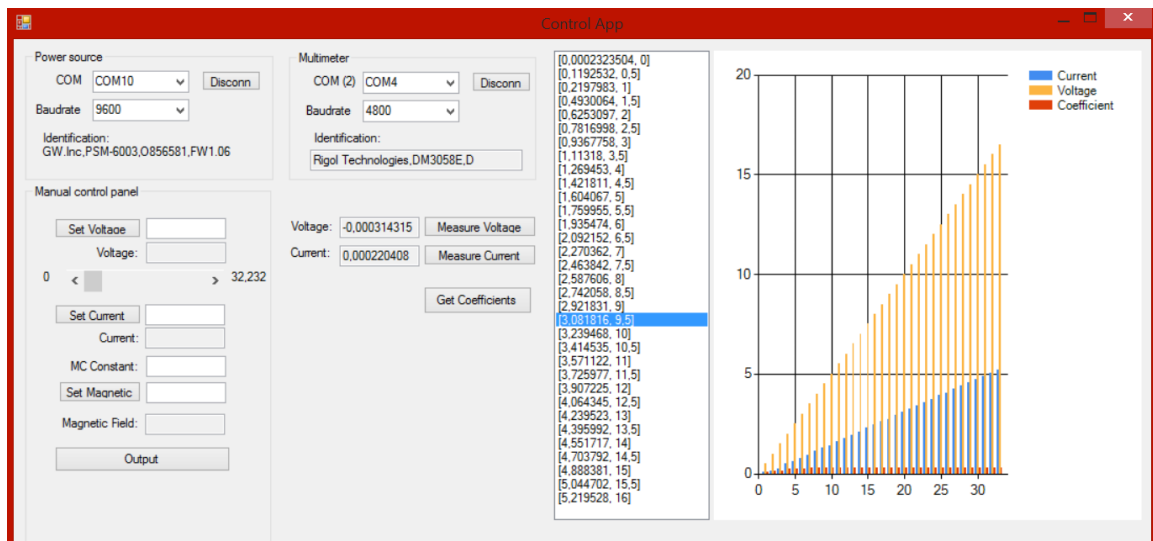 Control App
Power source
COM COM10 Disconn
Baudrate 9600
Identification:
GW.Inc,PSM-6003,O856581,FW1.06
Multimeter
COM (2) COM4 Disconn
Baudrate 4800
Identification:
Rigol Technologies,DM3058E,D
Manual control panel
Set Voltage
Voltage:
0 < > 32,232
Set Current
Current:
MC Constant:
Set Magnetic
Magnetic Field:
Output
Voltage: -0,000314315 Measure Voltage
Current: 0,000220408 Measure Current
Get Coefficients
[0,0002323504, 0]
[0,1192532, 0,5]
[0,2197983, 1]
[0,4930064, 1,5]
[0,6253097, 2]
[0,7816998, 2,5]
[0,9367758, 3]
[1,11318, 3,5]
[1,269453, 4]
[1,421811, 4,5]
[1,604067, 5]
[1,759955, 5,5]
[1,935474, 6]
[2,092152, 6,5]
[2,270362, 7]
[2,463842, 7,5]
[2,587606, 8]
[2,742058, 8,5]
[2,921831, 9]
[3,081816, 9,5]
[3,239468, 10]
[3,414535, 10,5]
[3,571122, 11]
[3,725977, 11,5]
[3,907225, 12]
[4,064345, 12,5]
[4,239523, 13]
[4,395992, 13,5]
[4,551717, 14]
[4,703792, 14,5]
[4,888381, 15]
[5,044702, 15,5]
[5,219528, 16]
20
15
10
5
0
0 5 10 15 20 25 30
Current
Voltage
Coefficient